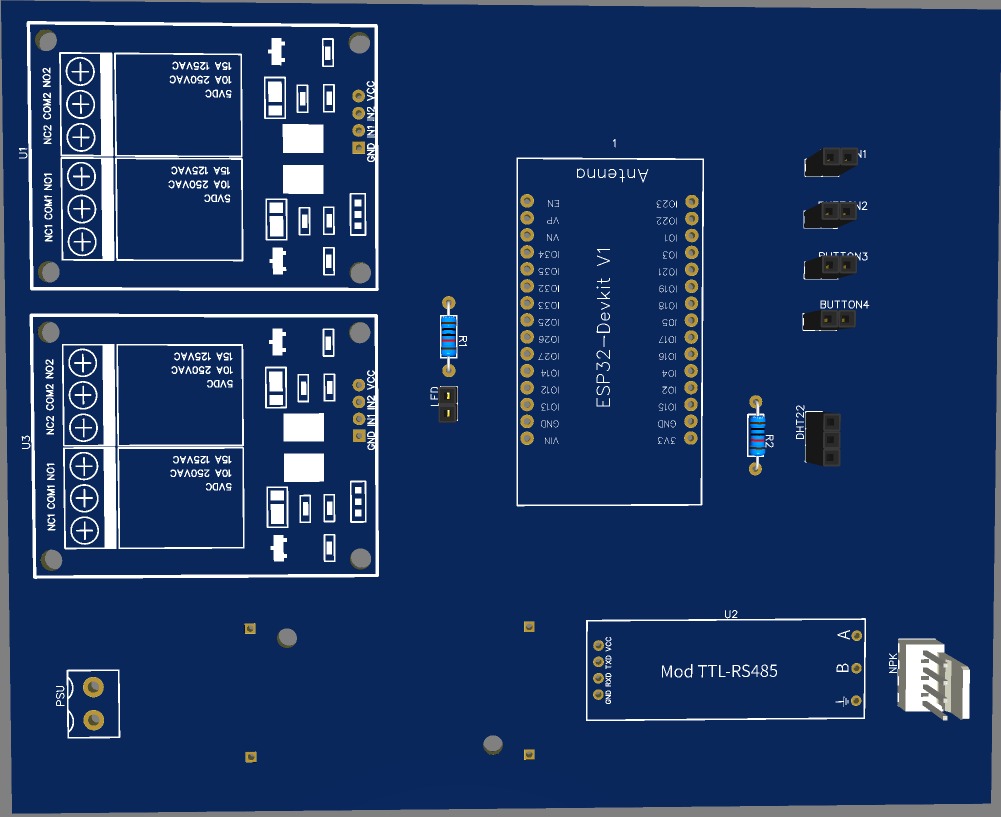 U1
NC2 COM2 NO2
15A 125VAC
10A 250VAC
5VDC
NC1 COM1 NO1
15A 125VAC
10A 250VAC
5VDC
GND IN1 IN2 VCC
U3
NC2 COM2 NO2
15A 125VAC
10A 250VAC
5VDC
NC1 COM1 NO1
15A 125VAC
10A 250VAC
5VDC
GND IN1 IN2 VCC
R1
LED
1
Antenna
EN
VP
VN
IO34
IO35
IO32
IO33
IO25
IO26
IO27
IO14
IO12
IO13
GND
VIN
ESP32-Devkit V1
IO23
IO22
IO1
IO3
IO21
IO19
IO18
IO5
IO17
IO16
IO4
IO2
IO15
GND
3V3
N1
BUTTON2
BUTTON3
BUTTON4
R2
DHT22
PSU
U2
GND RXD TXD VCC
Mod TTL-RS485
A
B
NPK